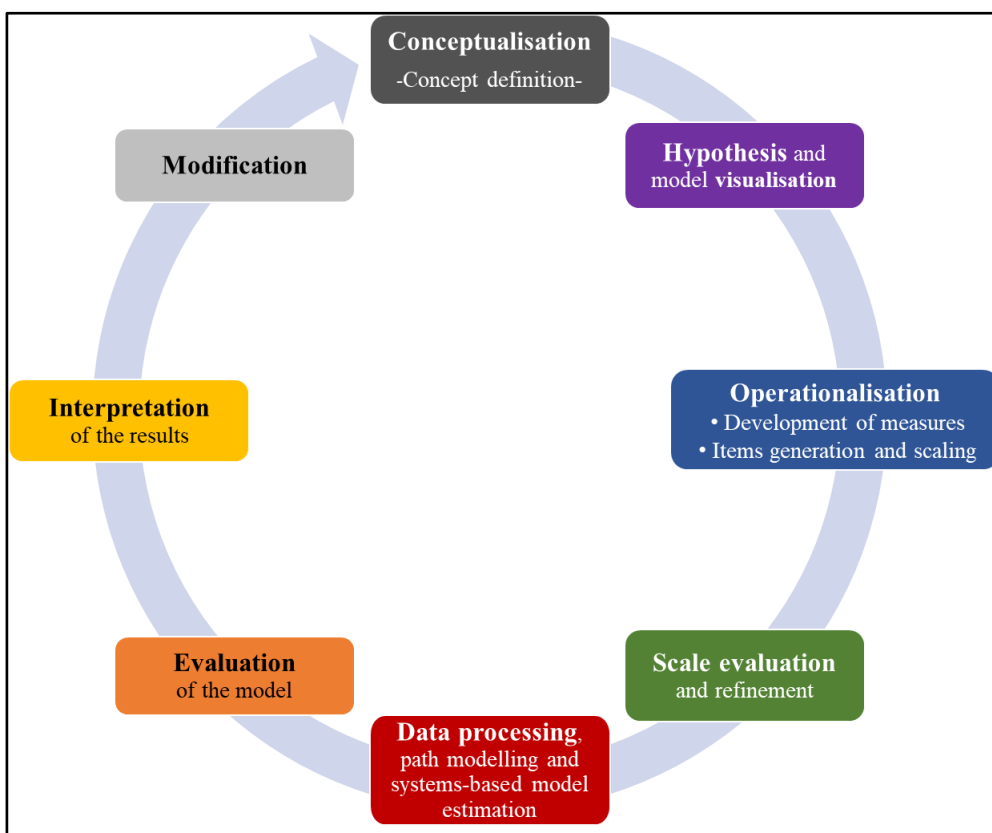 Conceptualisation
-Concept definition-
Hypothesis and
model visualisation
Operationalisation
• Development of measures
• Items generation and scaling
Scale evaluation
and refinement
Data processing,
path modelling and
systems-based model
estimation
Evaluation
of the model
Interpretation
of the results
Modification